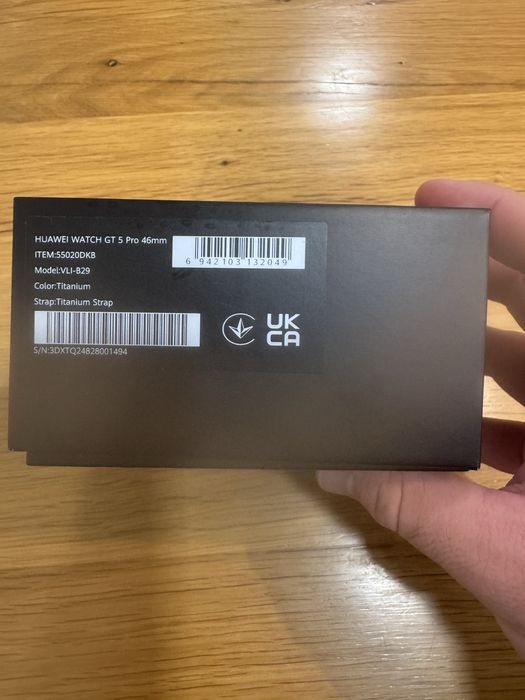 HUAWEI WATCH GT 5 Pro 46mm
ITEM:55020DKB
Model:VLI-B29
Color:Titanium
Strap:Titanium Strap
6 942103 132049
S/N:3DXTQ24828001494
UK
CA